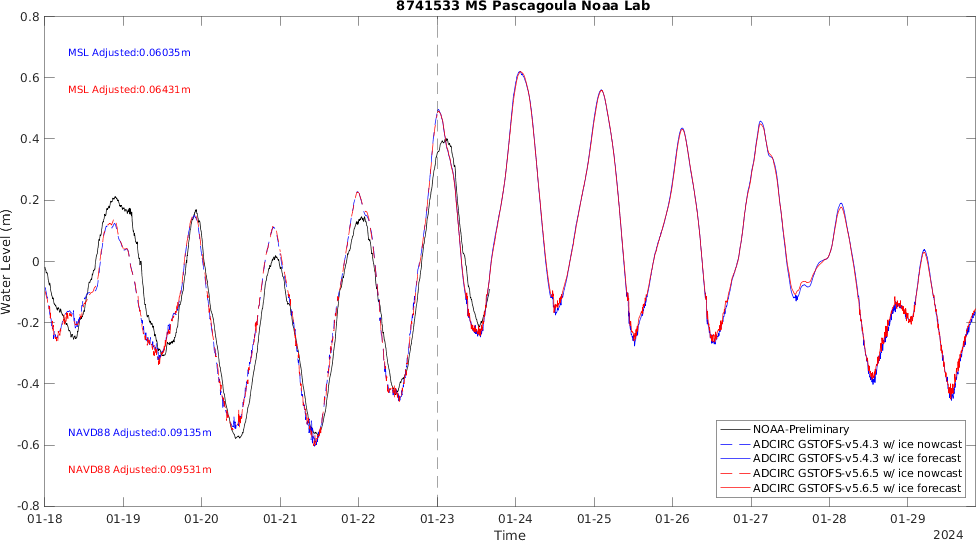 8741533 MS Pascagoula Noaa Lab
0.8
0.6
0.4
0.2
0
-0.2
-0.4
-0.6
-0.8
Water Level (m)
MSL Adjusted:0.06035m
MSL Adjusted:0.06431m
NAVD88 Adjusted:0.09135m
NAVD88 Adjusted:0.09531m
NOAA-Preliminary
ADCIRC GSTOFS-v5.4.3 w/ ice nowcast
ADCIRC GSTOFS-v5.4.3 w/ ice forecast
ADCIRC GSTOFS-v5.6.5 w/ ice nowcast
ADCIRC GSTOFS-v5.6.5 w/ ice forecast
01-18 01-19 01-20 01-21 01-22 01-23 01-24 01-25 01-26 01-27 01-28 01-29
Time
2024